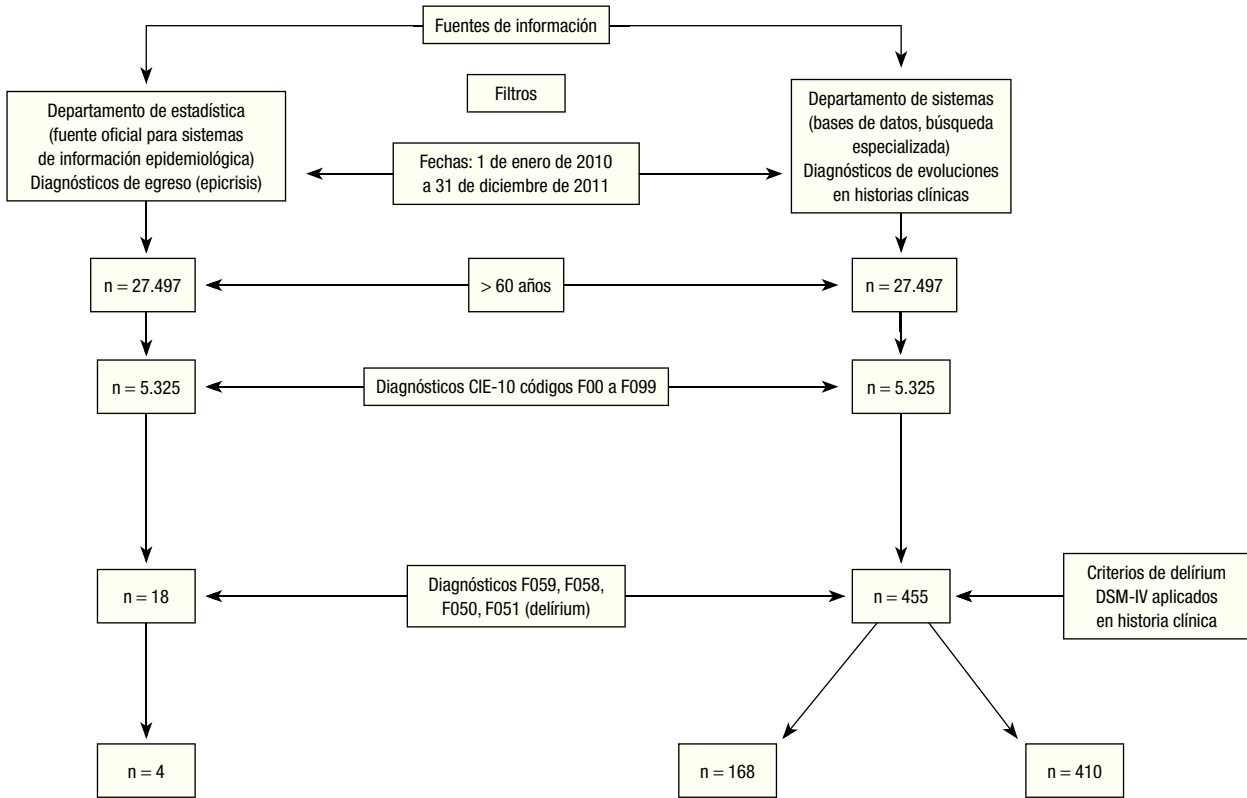 Fuentes de información
Filtros
Departamento de estadística
(fuente oficial para sistemas
de información epidemiológica)
Diagnósticos de egreso (epicrisis)
Fechas: 1 de enero de 2010
a 31 de diciembre de 2011
Departamento de sistemas
(bases de datos, búsqueda
especializada)
Diagnósticos de evoluciones
en historias clínicas
n = 27.497
> 60 años
n = 27.497
n = 5.325
Diagnósticos CIE-10 códigos F00 a F099
n = 5.325
n = 18
Diagnósticos F059, F058,
F050, F051 (delírium)
n = 455
Criterios de delírium
DSM-IV aplicados
en historia clínica
n = 4
n = 168
n = 410